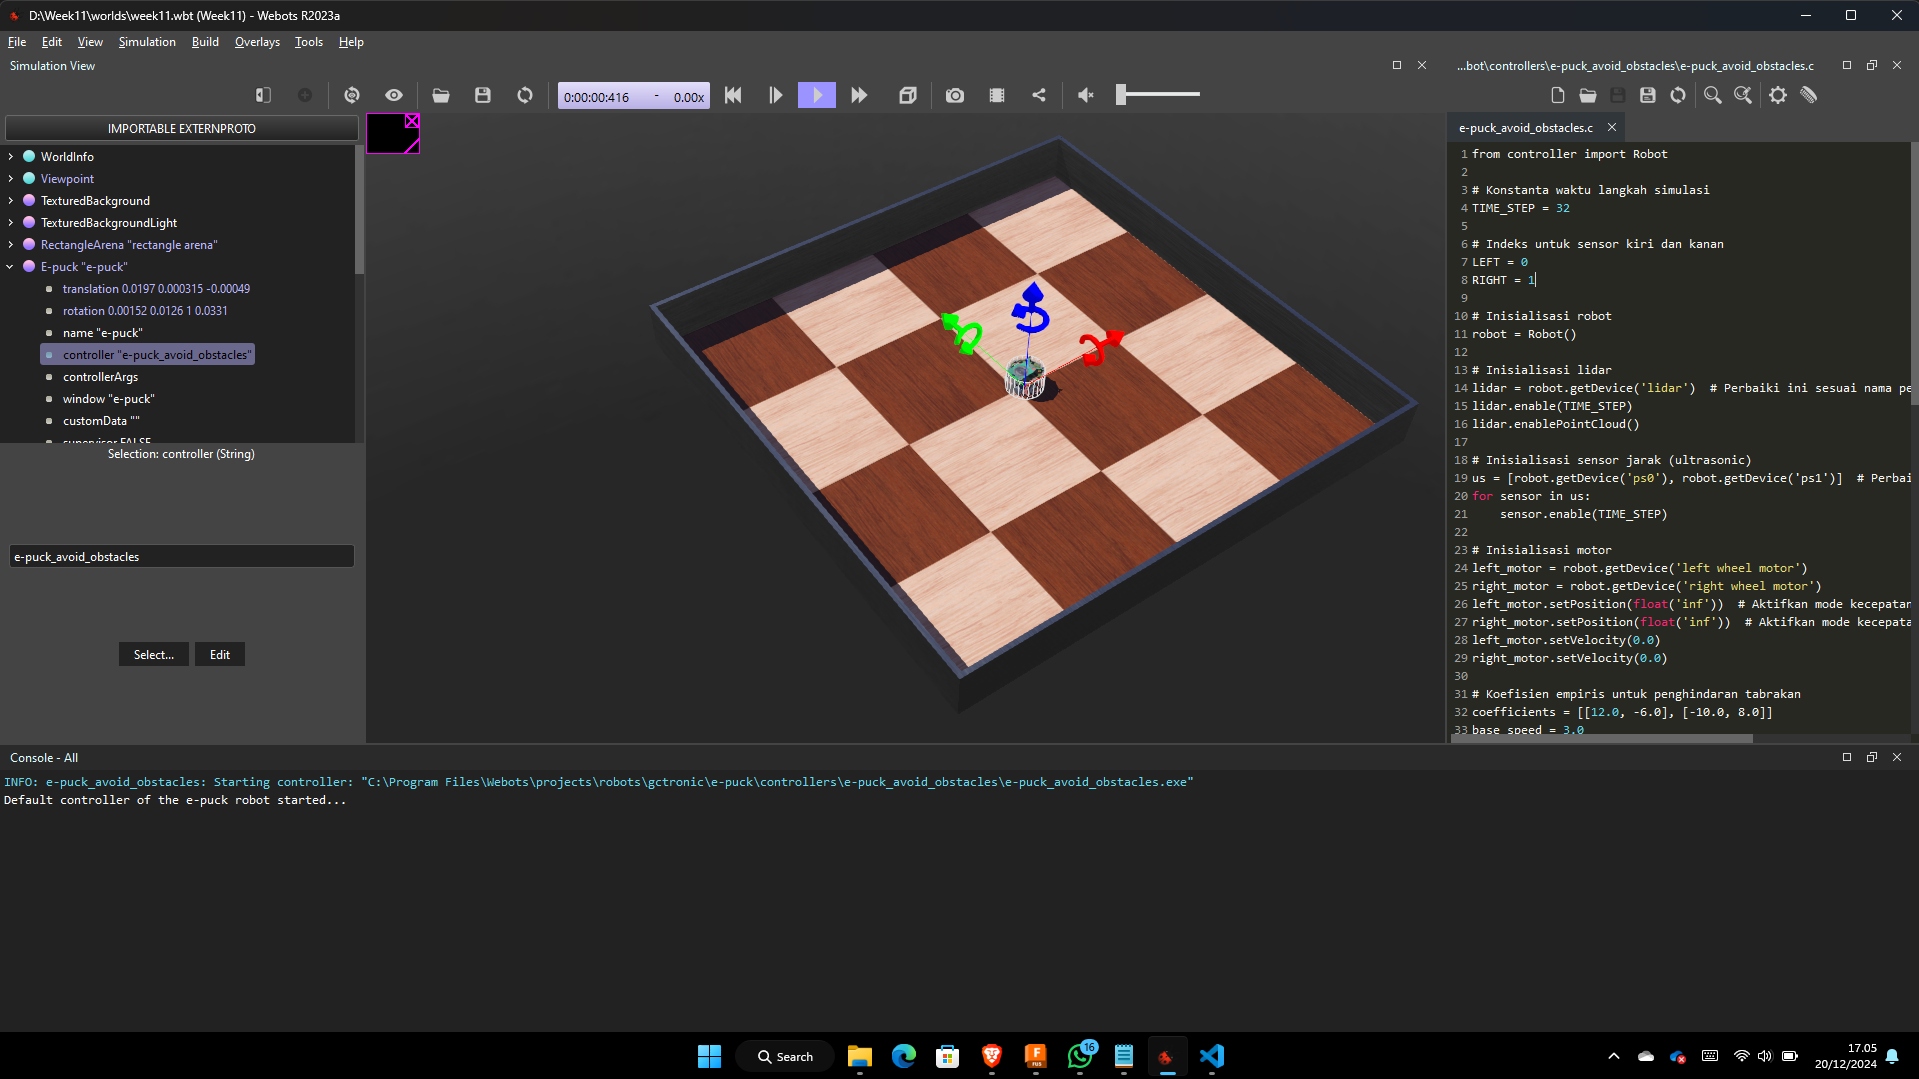 D:\Week11\worlds\week11.wbt (Week11) - Webots R2023a
File Edit View Simulation Build Overlays Tools Help
Simulation View
0:00:00:416 - 0.00x
IMPORTABLE EXTERNPROTO
WorldInfo
Viewpoint
TexturedBackground
TexturedBackgroundLight
RectangleArena "rectangle arena"
E-puck "e-puck"
translation 0.0197 0.000315 -0.00049
rotation 0.00152 0.0126 1 0.0331
name "e-puck"
controller "e-puck_avoid_obstacles"
controllerArgs
window "e-puck"
customData ""
supervisor FALSE
Selection: controller (String)
e-puck_avoid_obstacles
Select... Edit
...bot\controllers\e-puck_avoid_obstacles\e-puck_avoid_obstacles.c
e-puck_avoid_obstacles.c
1 from controller import Robot
2
3 # Konstanta waktu langkah simulasi
4 TIME_STEP = 32
5
6 # Indeks untuk sensor kiri dan kanan
7 LEFT = 0
8 RIGHT = 1
9
10 # Inisialisasi robot
11 robot = Robot()
12
13 # Inisialisasi lidar
14 lidar = robot.getDevice('lidar')  # Perbaiki ini sesuai nama pe
15 lidar.enable(TIME_STEP)
16 lidar.enablePointCloud()
17
18 # Inisialisasi sensor jarak (ultrasonic)
19 us = [robot.getDevice('ps0'), robot.getDevice('ps1')]  # Perbai
20 for sensor in us:
21     sensor.enable(TIME_STEP)
22
23 # Inisialisasi motor
24 left_motor = robot.getDevice('left wheel motor')
25 right_motor = robot.getDevice('right wheel motor')
26 left_motor.setPosition(float('inf'))  # Aktifkan mode kecepatan
27 right_motor.setPosition(float('inf'))  # Aktifkan mode kecepata
28 left_motor.setVelocity(0.0)
29 right_motor.setVelocity(0.0)
30
31 # Koefisien empiris untuk penghindaran tabrakan
32 coefficients = [[12.0, -6.0], [-10.0, 8.0]]
33 base_speed = 3.0
Console - All
INFO: e-puck_avoid_obstacles: Starting controller: "C:\Program Files\Webots\projects\robots\gctronic\e-puck\controllers\e-puck_avoid_obstacles\e-puck_avoid_obstacles.exe"
Default controller of the e-puck robot started...
Search
16
17.05
20/12/2024